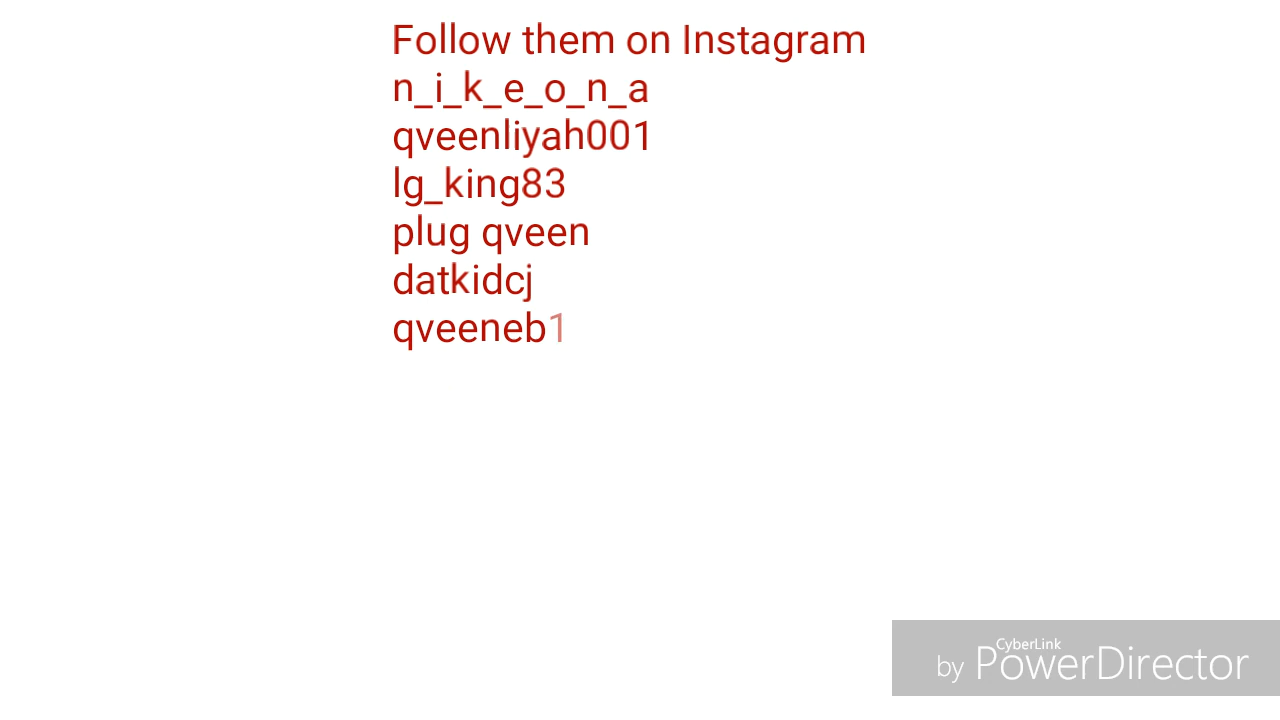 Follow them on Instagram
n_i_k_e_o_n_a
qveenliyah001
lg_king83
plug qveen
datkidcj
qveeneb1
CyberLink
by PowerDirector